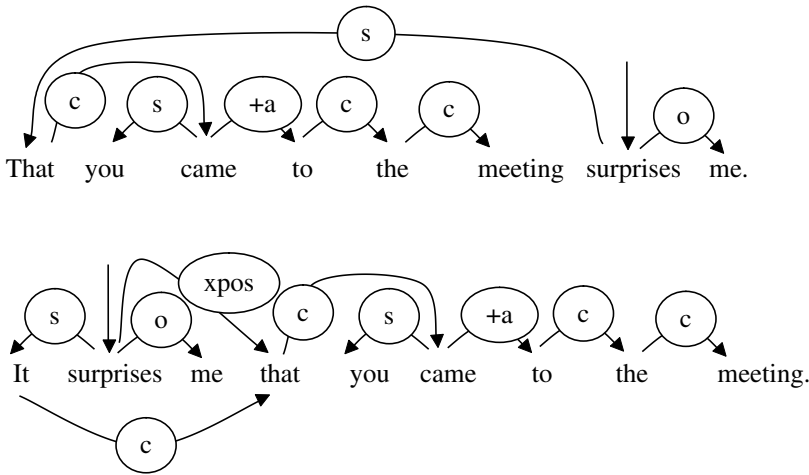 s
c s +a c c o
That you came to the meeting surprises me.
xpos
s o c s +a c c
It surprises me that you came to the meeting.
c